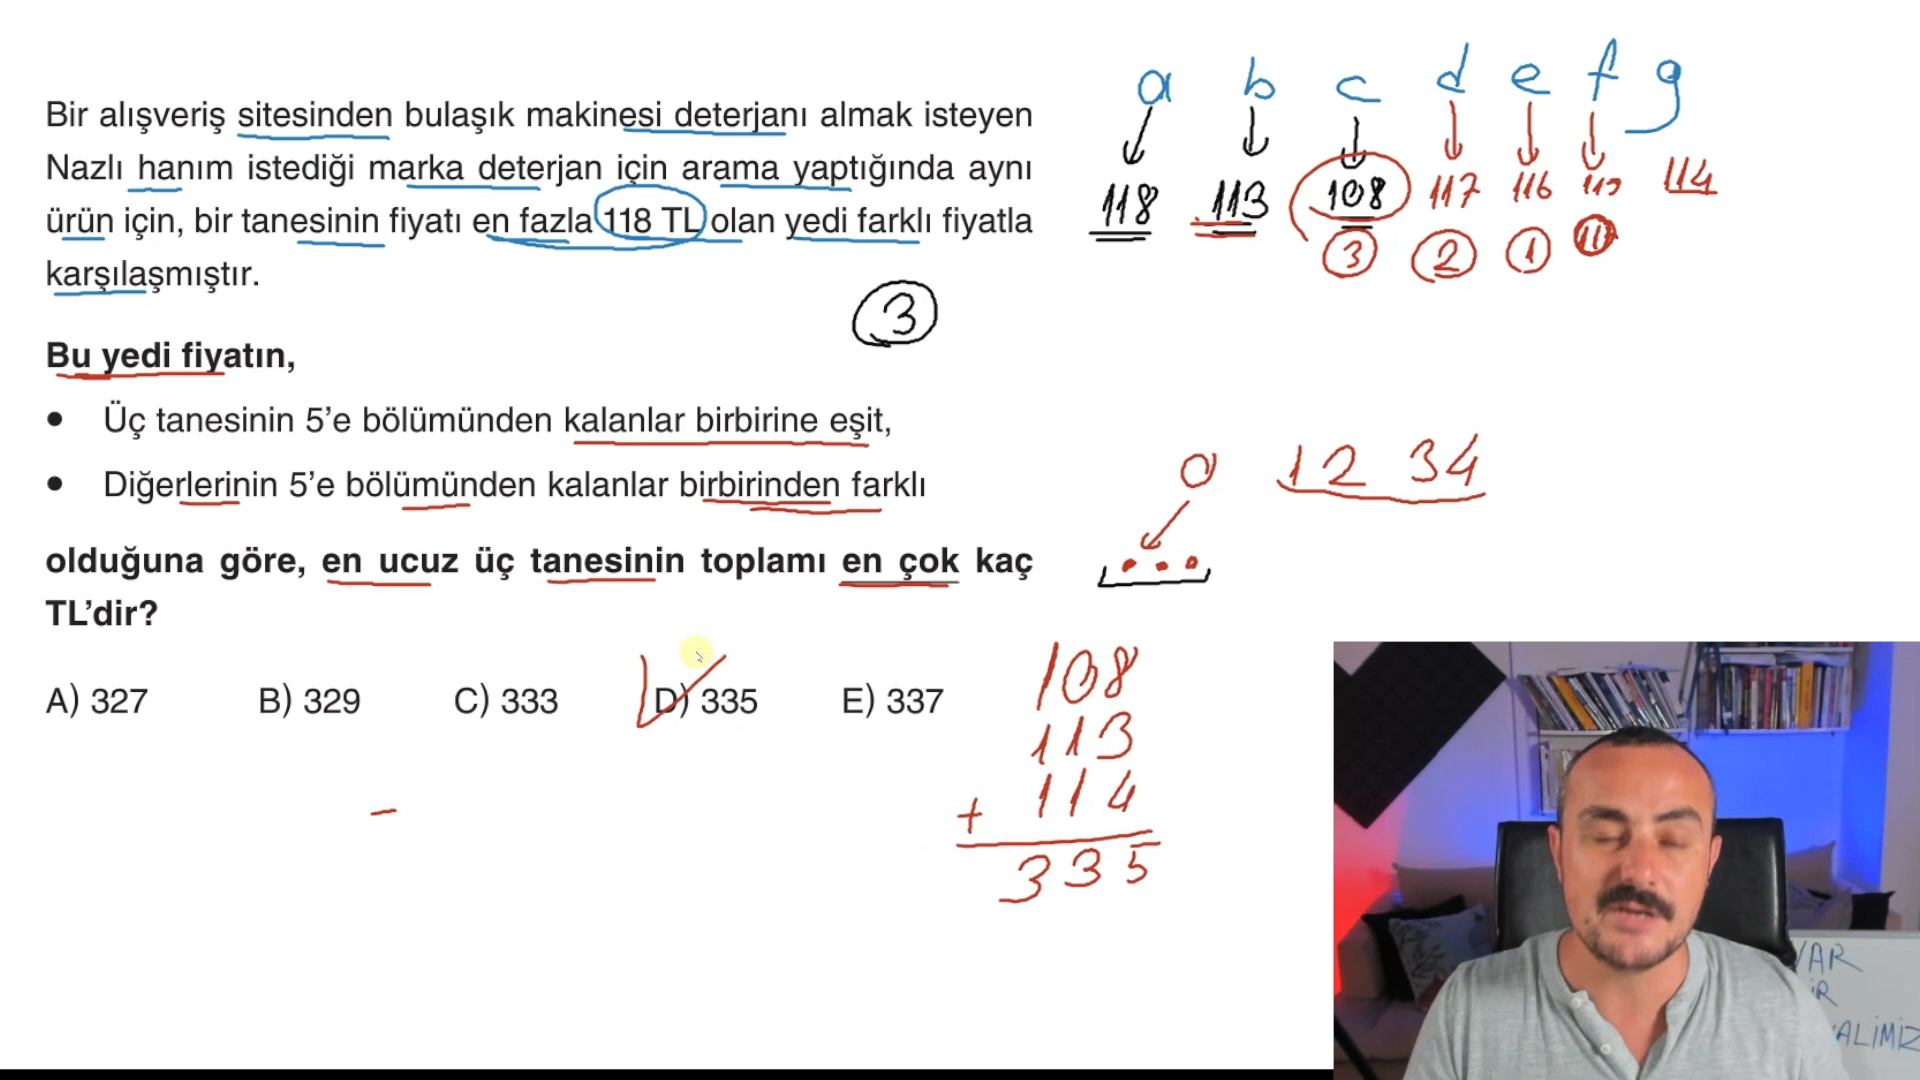 Bir alışveriş sitesinden bulaşık makinesi deterjanı almak isteyen
Nazlı hanım istediği marka deterjan için arama yaptığında aynı
ürün için, bir tanesinin fiyatı en fazla 118 TL olan yedi farklı fiyatla
karşılaşmıştır.
3
Bu yedi fiyatın,
• Üç tanesinin 5’e bölümünden kalanlar birbirine eşit,
• Diğerlerinin 5’e bölümünden kalanlar birbirinden farklı
olduğuna göre, en ucuz üç tanesinin toplamı en çok kaç
TL’dir?
A) 327 B) 329 C) 333 D) 335 E) 337
a b c d e f g
118 113 108 117 116 115 114
3 2 1
0 1 2 3 4
108
113
+ 114
335
VAR
İR
ALİMİZ